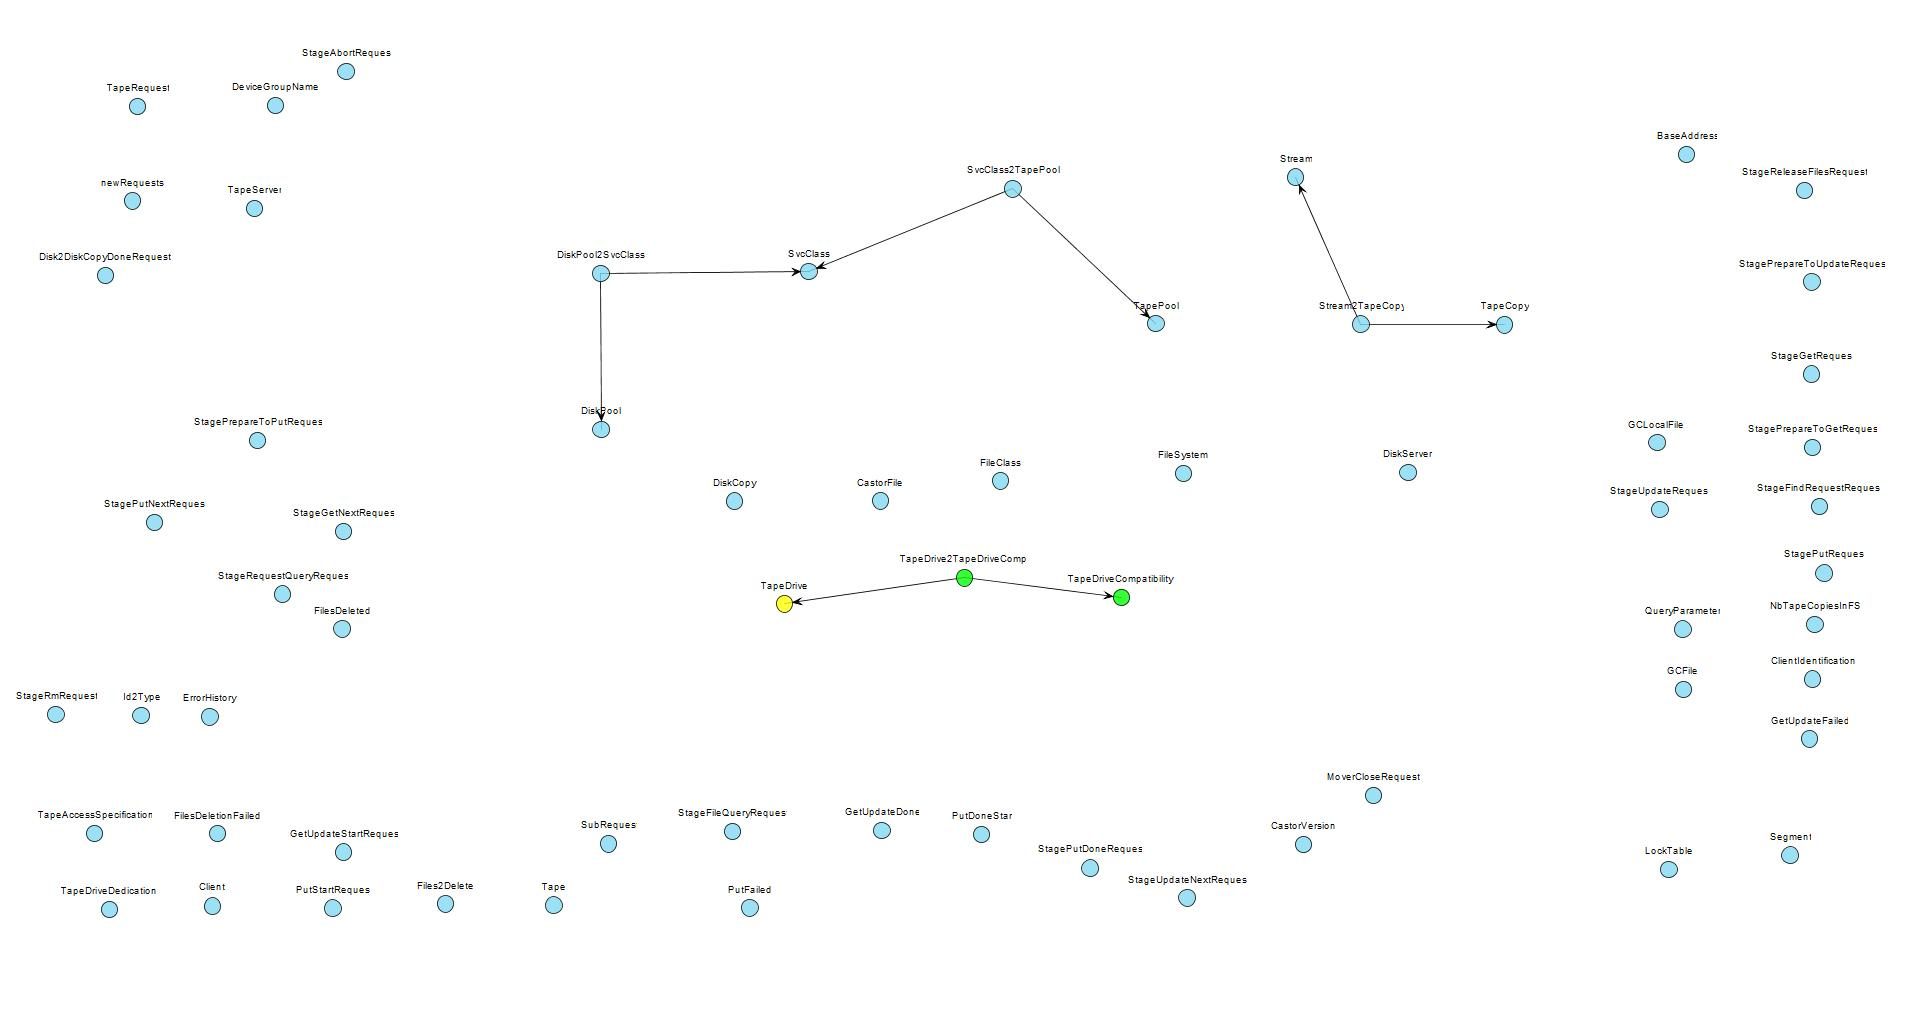 StageAbortReques
TapeRequest
DeviceGroupName
BaseAddress
SvcClass2TapePool
Stream
StageReleaseFilesRequest
newRequests
TapeServer
Disk2DiskCopyDoneRequest
DiskPool2SvcClass
SvcClass
StagePrepareToUpdateReques
TapePool
Stream2TapeCopy
TapeCopy
StageGetReques
DiskPool
StagePrepareToPutReques
GCLocalFile
StagePrepareToGetReques
FileClass
FileSystem
DiskServer
DiskCopy
CastorFile
StageUpdateReques
StageFindRequestReques
StagePutNextReques
StageGetNextReques
TapeDrive2TapeDriveComp
StagePutReques
StageRequestQueryReques
TapeDrive
TapeDriveCompatibility
FilesDeleted
QueryParameter
NbTapeCopiesInFS
GCFile
ClientIdentification
StageRmRequest
Id2Type
ErrorHistory
GetUpdateFailed
MoverCloseRequest
TapeAccessSpecification
FilesDeletionFailed
GetUpdateStartReques
SubReques
StageFileQueryReques
GetUpdateDone
PutDoneStar
CastorVersion
StagePutDoneReques
LockTable
Segment
TapeDriveDedication
Client
PutStartReques
Files2Delete
Tape
PutFailed
StageUpdateNextReques